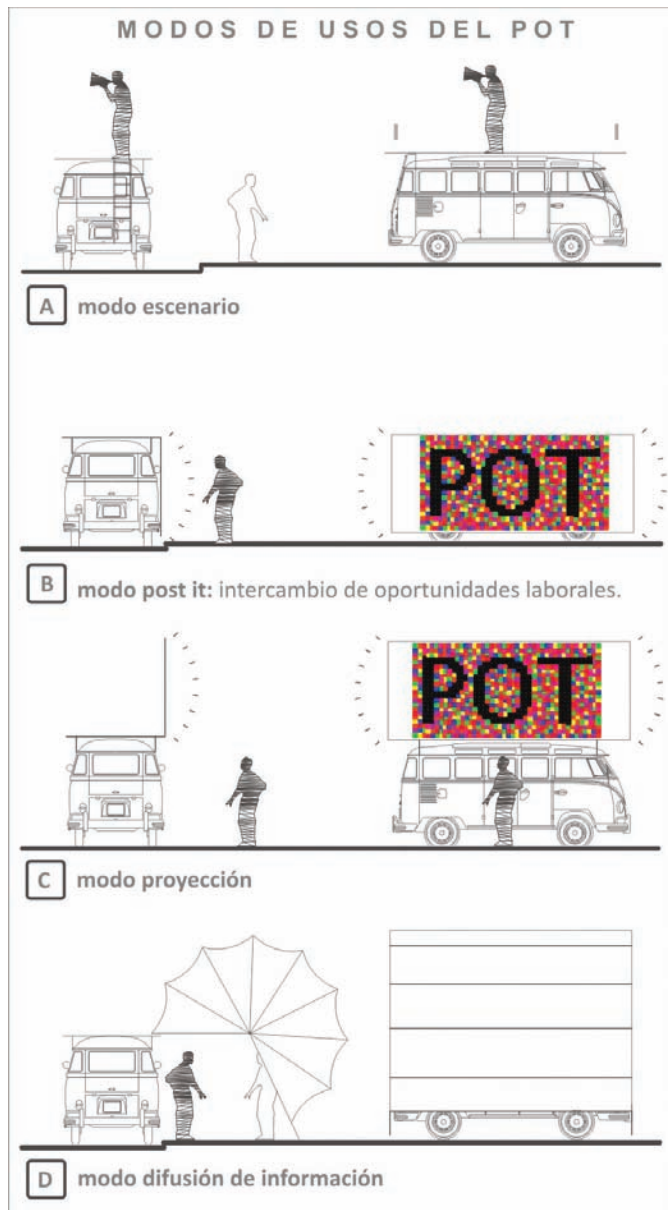 MODOS DE USOS DEL POT
A modo escenario
POT
B modo post it: intercambio de oportunidades laborales.
POT
C modo proyección
D modo difusión de información